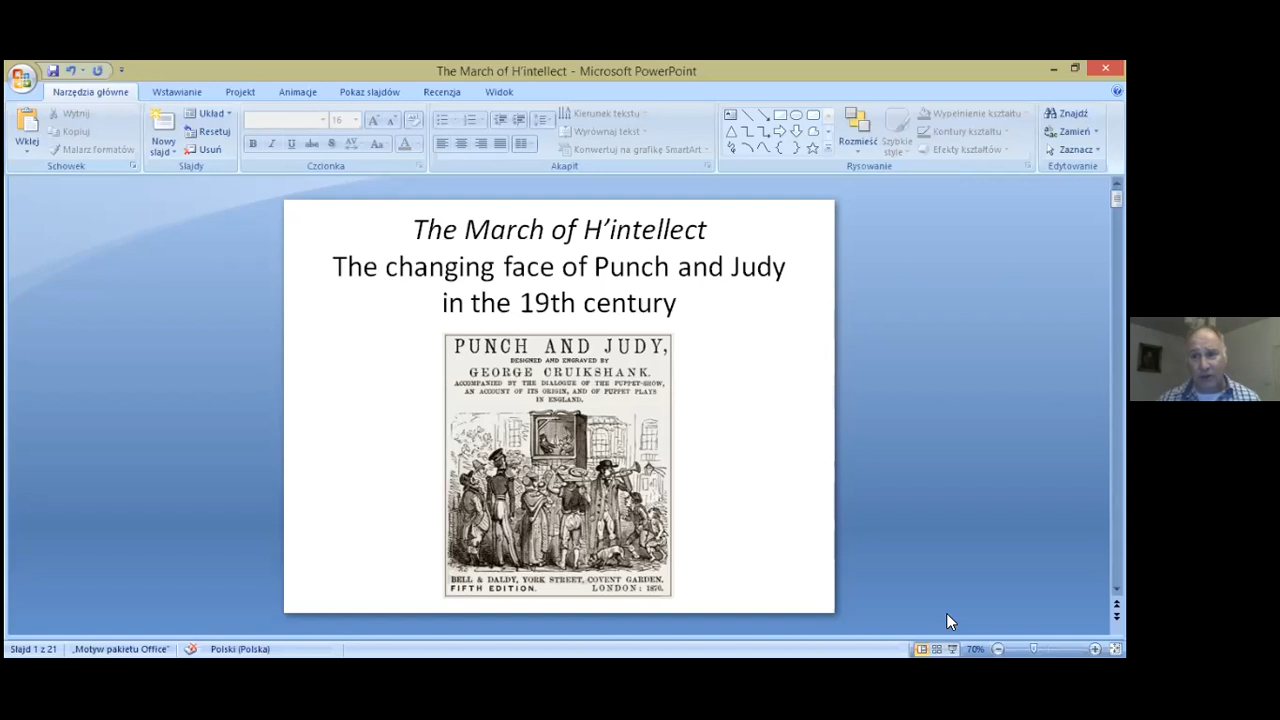 The March of H'intellect - Microsoft PowerPoint
Narzędzia główne Wstawianie Projekt Animacje Pokaz slajdów Recenzja Widok
Wklej
Wytnij
Kopiuj
Malarz formatów
Schowek
Nowy slajd
Układ
Resetuj
Usuń
Slajdy
16
B I U abc S AV Aa A
Czcionka
Kierunek tekstu
Wyrównaj tekst
Konwertuj na grafikę SmartArt
Akapit
Rozmieść
Szybkie style
Wypełnienie kształtu
Kontury kształtu
Efekty kształtu
Rysowanie
Znajdź
Zamień
Zaznacz
Edytowanie
The March of H’intellect
The changing face of Punch and Judy
in the 19th century
PUNCH AND JUDY,
DESIGNED AND ENGRAVED BY
GEORGE CRUIKSHANK.
ACCOMPANIED BY THE DIALOGUE OF THE PUPPET-SHOW,
AN ACCOUNT OF ITS ORIGIN, AND OF PUPPET PLAYS
IN ENGLAND.
BELL & DALDY, YORK STREET, COVENT GARDEN.
FIFTH EDITION. LONDON: 1870.
Slajd 1 z 21 „Motyw pakietu Office” Polski (Polska) 70%